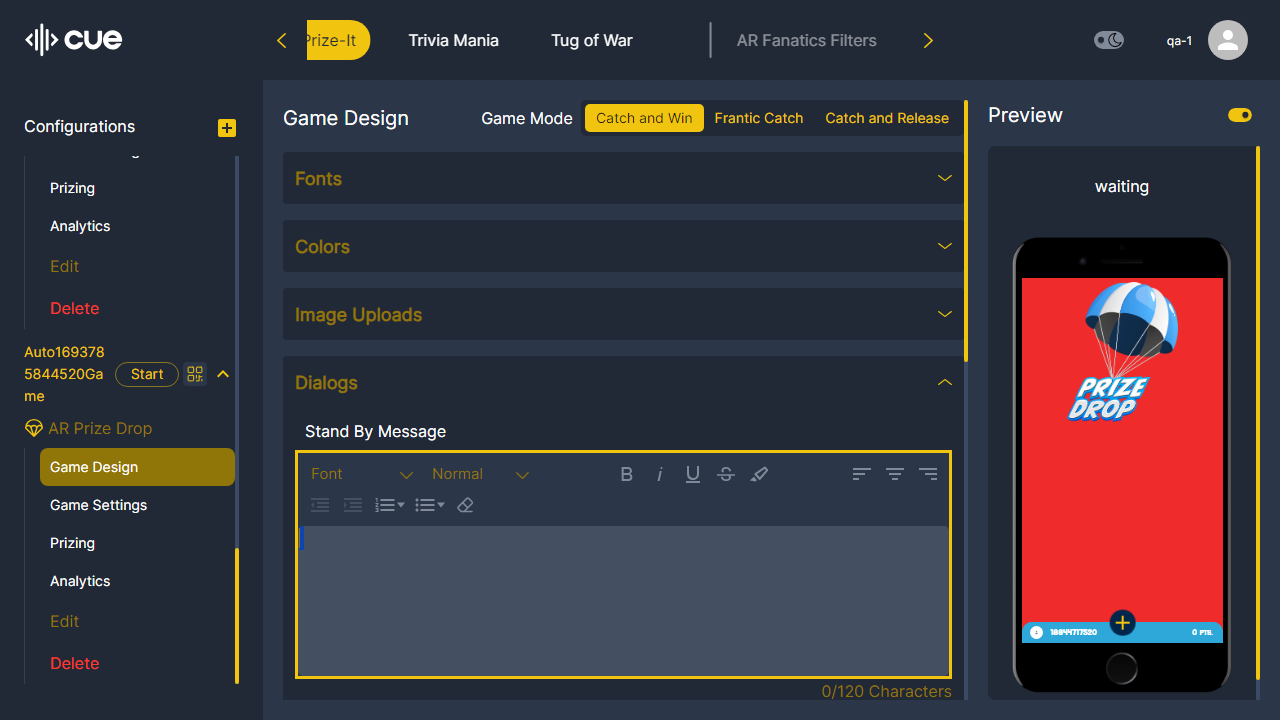 cue
Prize-It
Trivia Mania
Tug of War
AR Fanatics Filters
qa-1
Configurations
Prizing
Analytics
Edit
Delete
Auto169378
5844520Ga
me
Start
AR Prize Drop
Game Design
Game Settings
Prizing
Analytics
Edit
Delete
Game Design
Game Mode
Catch and Win
Frantic Catch
Catch and Release
Fonts
Colors
Image Uploads
Dialogs
Stand By Message
Font
Normal
B
i
U
S
0/120 Characters
Preview
waiting
PRIZE
DROP
0 PTS.